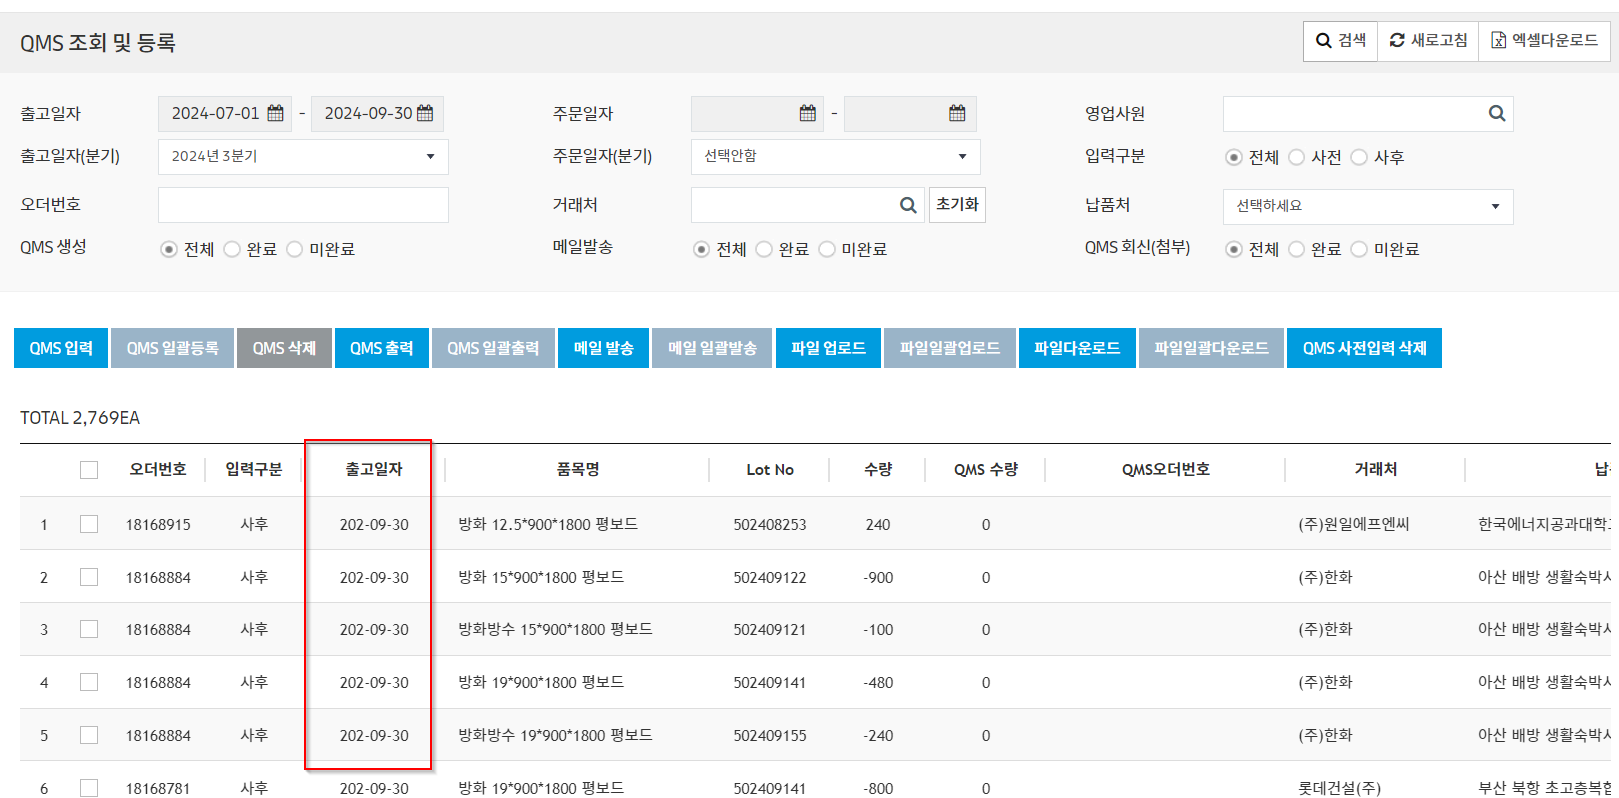 QMS 조회 및 등록
검색 새로고침 엑셀다운로드
출고일자 2024-07-01 - 2024-09-30 주문일자 - 영업사원
출고일자(분기) 2024년 3분기 주문일자(분기) 선택안함 입력구분 전체 사전 사후
오더번호 거래처 초기화 납품처 선택하세요
QMS 생성 전체 완료 미완료 메일발송 전체 완료 미완료 QMS 회신(첨부) 전체 완료 미완료
QMS 입력 QMS 일괄등록 QMS 삭제 QMS 출력 QMS 일괄출력 메일 발송 메일 일괄발송 파일 업로드 파일일괄업로드 파일다운로드 파일일괄다운로드 QMS 사전입력 삭제
TOTAL 2,769EA
오더번호 입력구분 출고일자 품목명 Lot No 수량 QMS 수량 QMS오더번호 거래처
1 18168915 사후 202-09-30 방화 12.5*900*1800 평보드 502408253 240 0 (주)원일에프엔씨 한국에너지공과대학교
2 18168884 사후 202-09-30 방화 15*900*1800 평보드 502409122 -900 0 (주)한화 아산 배방 생활숙박시
3 18168884 사후 202-09-30 방화방수 15*900*1800 평보드 502409121 -100 0 (주)한화 아산 배방 생활숙박시
4 18168884 사후 202-09-30 방화 19*900*1800 평보드 502409141 -480 0 (주)한화 아산 배방 생활숙박시
5 18168884 사후 202-09-30 방화방수 19*900*1800 평보드 502409155 -240 0 (주)한화 아산 배방 생활숙박시
6 18168781 사후 202-09-30 방화 19*900*1800 평보드 502409141 -800 0 롯데건설(주) 부산 북항 초고층복합